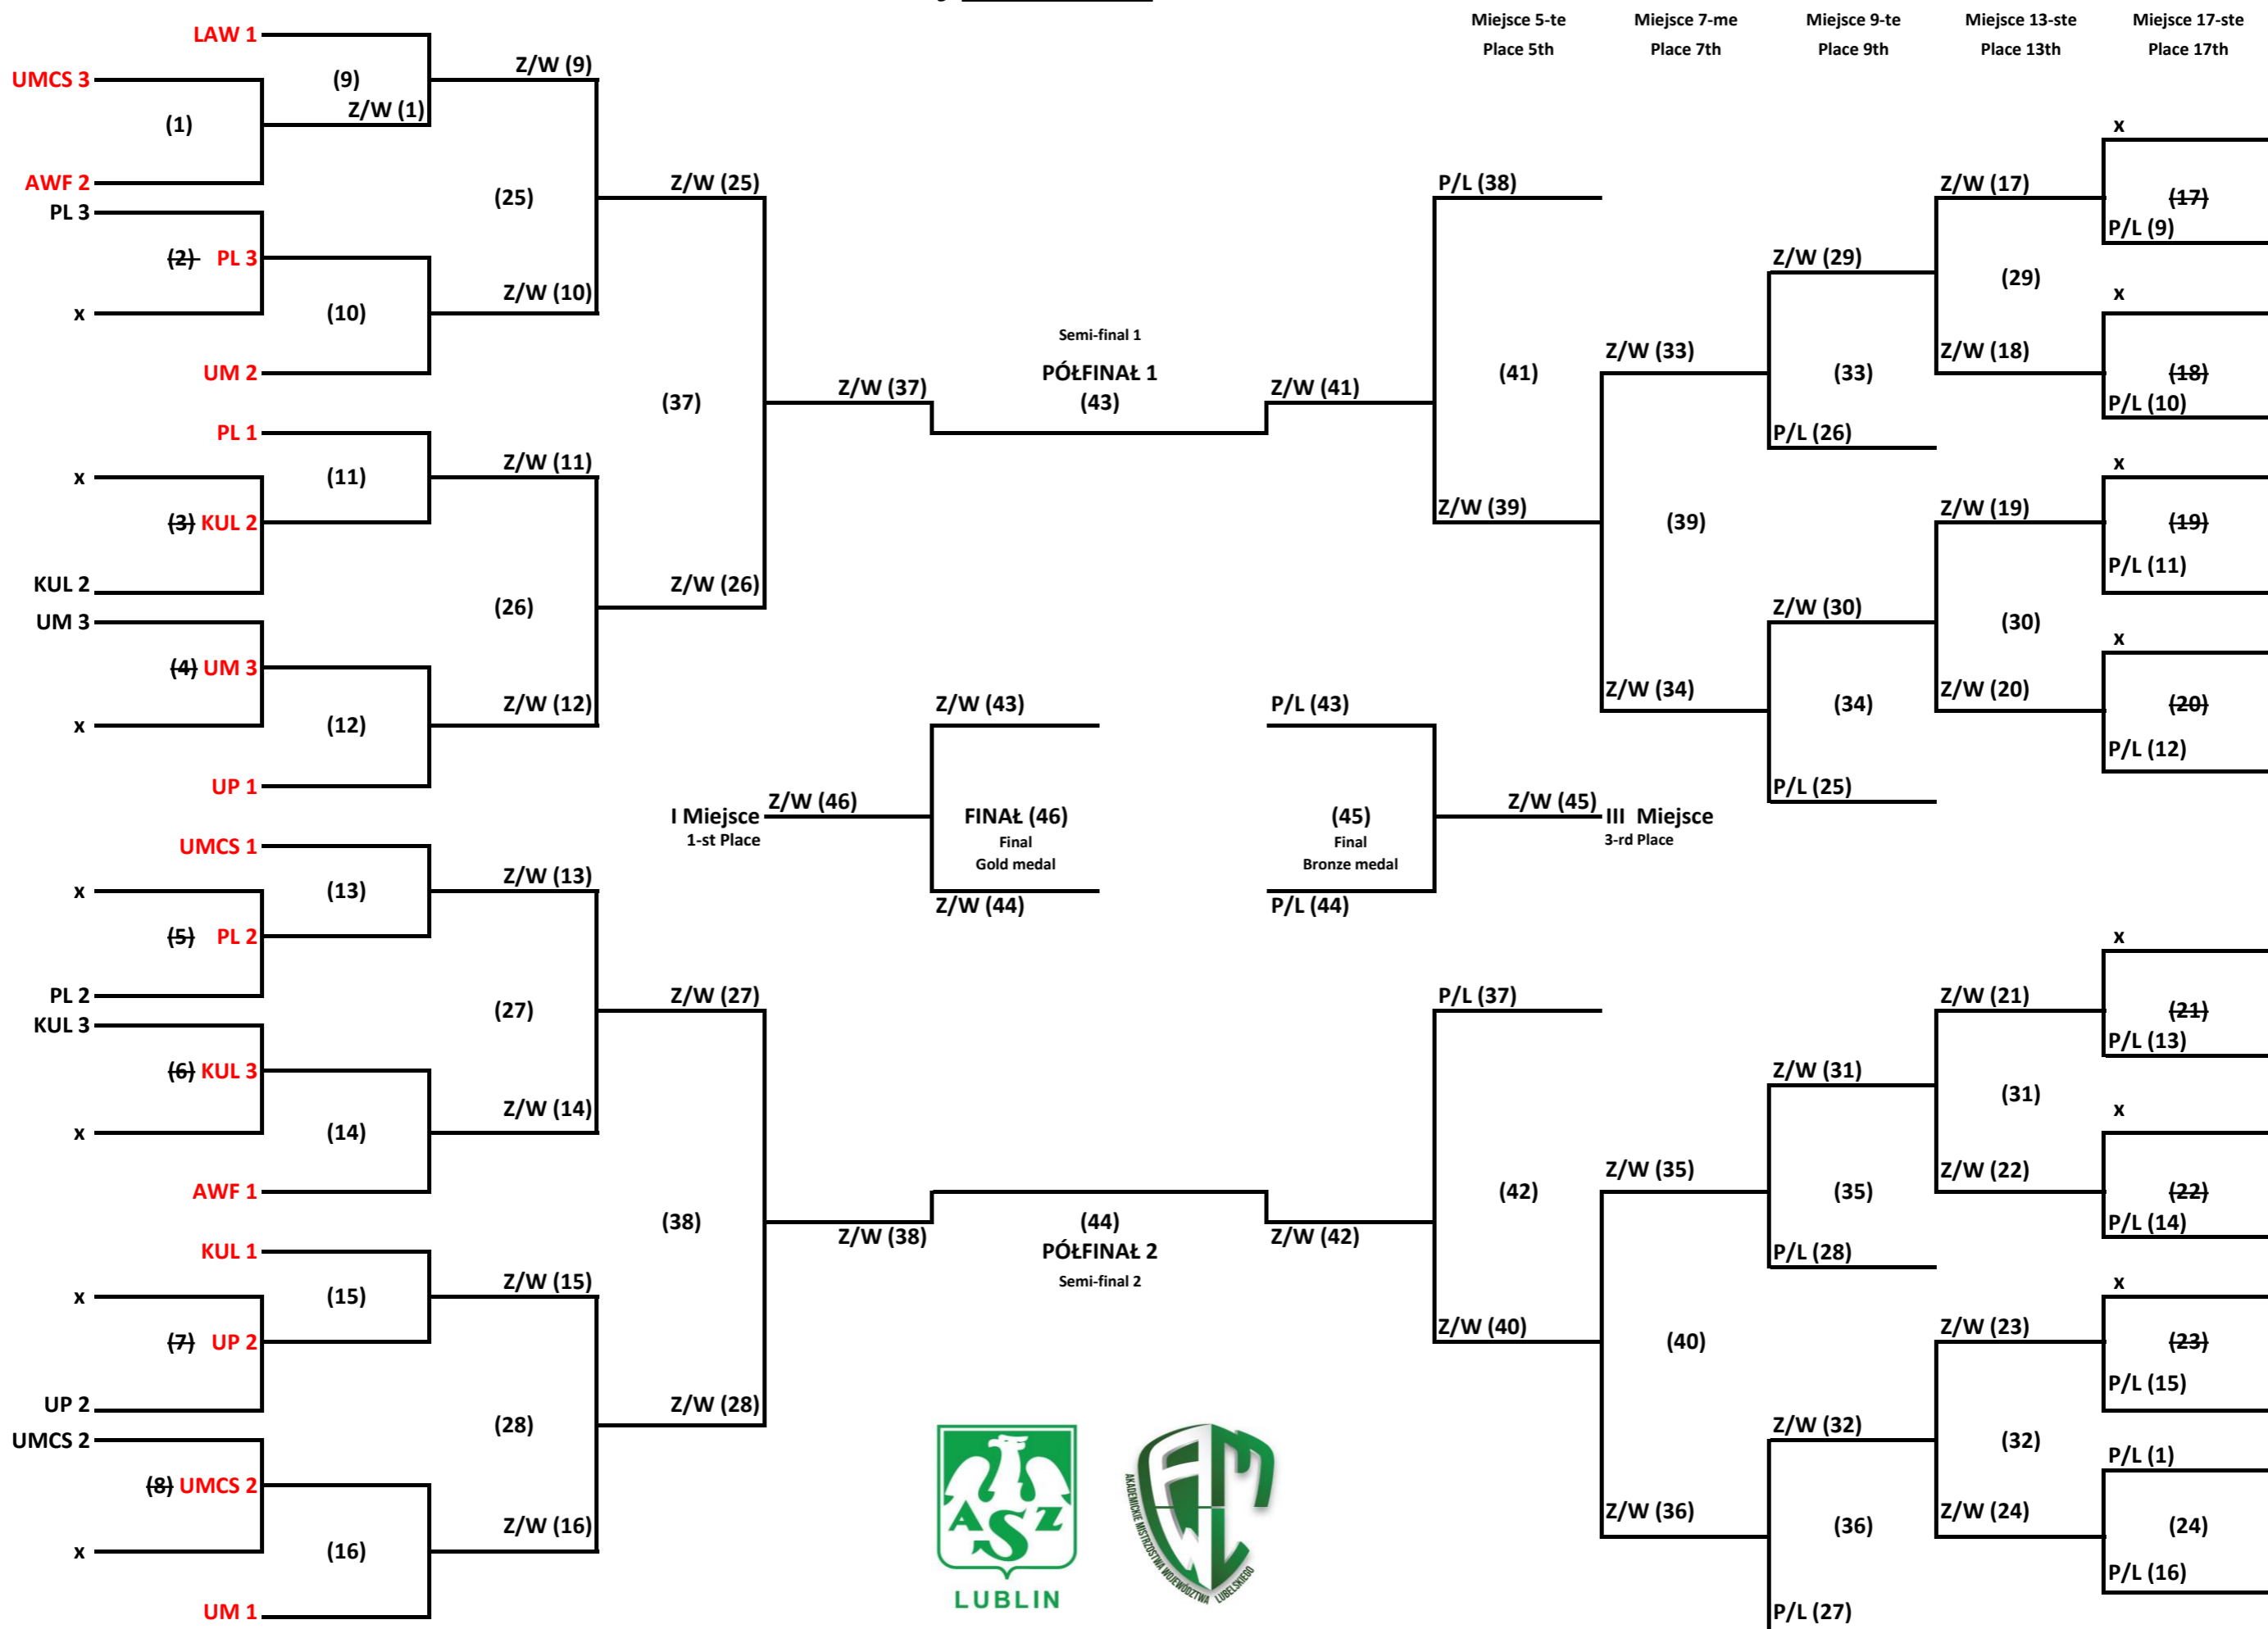 Miejsce 5-te Miejsce 7-me Miejsce 9-te Miejsce 13-ste Miejsce 17-ste
Place 5th Place 7th Place 9th Place 13th Place 17th
LAW 1
UMCS 3
(9)
Z/W (9)
(1)
Z/W (1)
AWF 2
PL 3
(25)
Z/W (25)
(2) PL 3
x
(10)
Z/W (10)
UM 2
(37)
Z/W (37)
PL 1
x
(11)
Z/W (11)
(3) KUL 2
KUL 2
UM 3
(26)
Z/W (26)
(4) UM 3
x
(12)
Z/W (12)
UP 1
UMCS 1
x
(13)
Z/W (13)
(5) PL 2
PL 2
KUL 3
(27)
Z/W (27)
(6) KUL 3
x
(14)
Z/W (14)
AWF 1
(38)
Z/W (38)
KUL 1
x
(15)
Z/W (15)
(7) UP 2
UP 2
UMCS 2
(28)
Z/W (28)
(8) UMCS 2
x
(16)
Z/W (16)
UM 1
Semi-final 1
PÓŁFINAŁ 1
(43)
Z/W (41)
Z/W (43)
I Miejsce
1-st Place
Z/W (46)
FINAŁ (46)
Final
Gold medal
Z/W (44)
P/L (43)
(45)
Final
Bronze medal
P/L (44)
Z/W (45)
III Miejsce
3-rd Place
(44)
PÓŁFINAŁ 2
Semi-final 2
Z/W (42)
P/L (38)
(41)
Z/W (39)
Z/W (33)
(39)
Z/W (34)
Z/W (29)
(33)
P/L (26)
Z/W (30)
(34)
P/L (25)
Z/W (17)
(29)
Z/W (18)
Z/W (19)
(30)
Z/W (20)
x
(17)
P/L (9)
x
(18)
P/L (10)
x
(19)
P/L (11)
x
(20)
P/L (12)
P/L (37)
(42)
Z/W (40)
Z/W (35)
(40)
Z/W (36)
Z/W (31)
(35)
P/L (28)
Z/W (32)
(36)
P/L (27)
Z/W (21)
(31)
Z/W (22)
Z/W (23)
(32)
Z/W (24)
x
(21)
P/L (13)
x
(22)
P/L (14)
x
(23)
P/L (15)
P/L (1)
(24)
P/L (16)
ASZ
LUBLIN
AKADEMICKIE MISTRZOSTWA WOJEWÓDZTWA LUBELSKIEGO